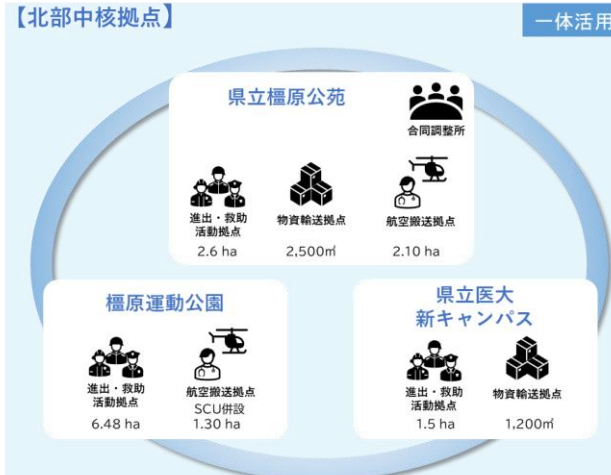 【北部中核拠点】
一体活用
県立橿原公苑
合同調整所
進出・救助
活動拠点
2.6 ha
物資輸送拠点
2,500㎡
航空搬送拠点
2.10 ha
橿原運動公園
進出・救助
活動拠点
6.48 ha
航空搬送拠点
SCU併設
1.30 ha
県立医大
新キャンパス
進出・救助
活動拠点
1.5 ha
物資輸送拠点
1,200㎡